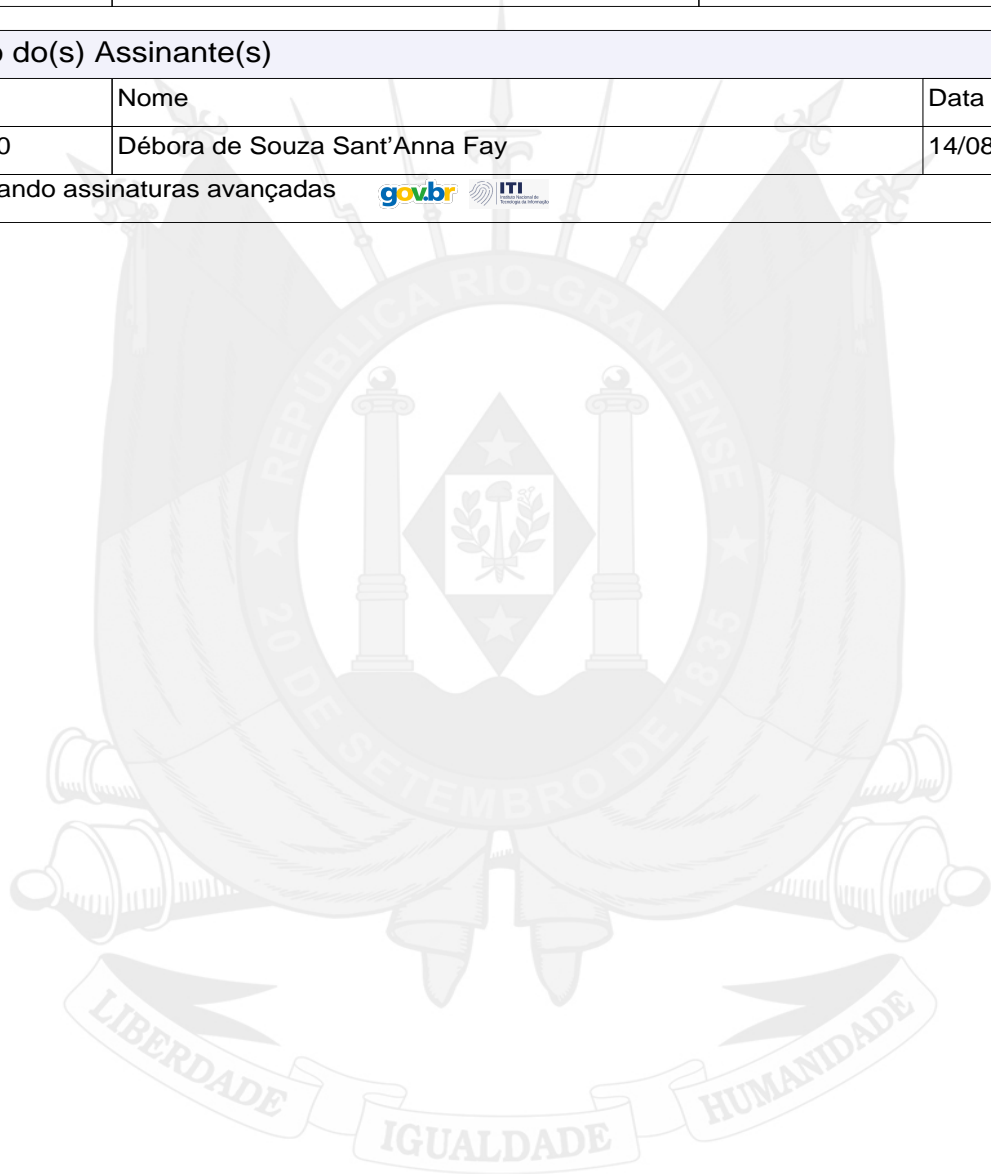 do(s) Assinante(s)
Nome Data
0 Débora de Souza Sant'Anna Fay 14/08
ando assinaturas avançadas gov.br ITI
REPÚBLICA RIO-GRANDENSE
★ 20 DE SETEMBRO DE 1835 ★
LIBERDADE IGUALDADE HUMANIDADE